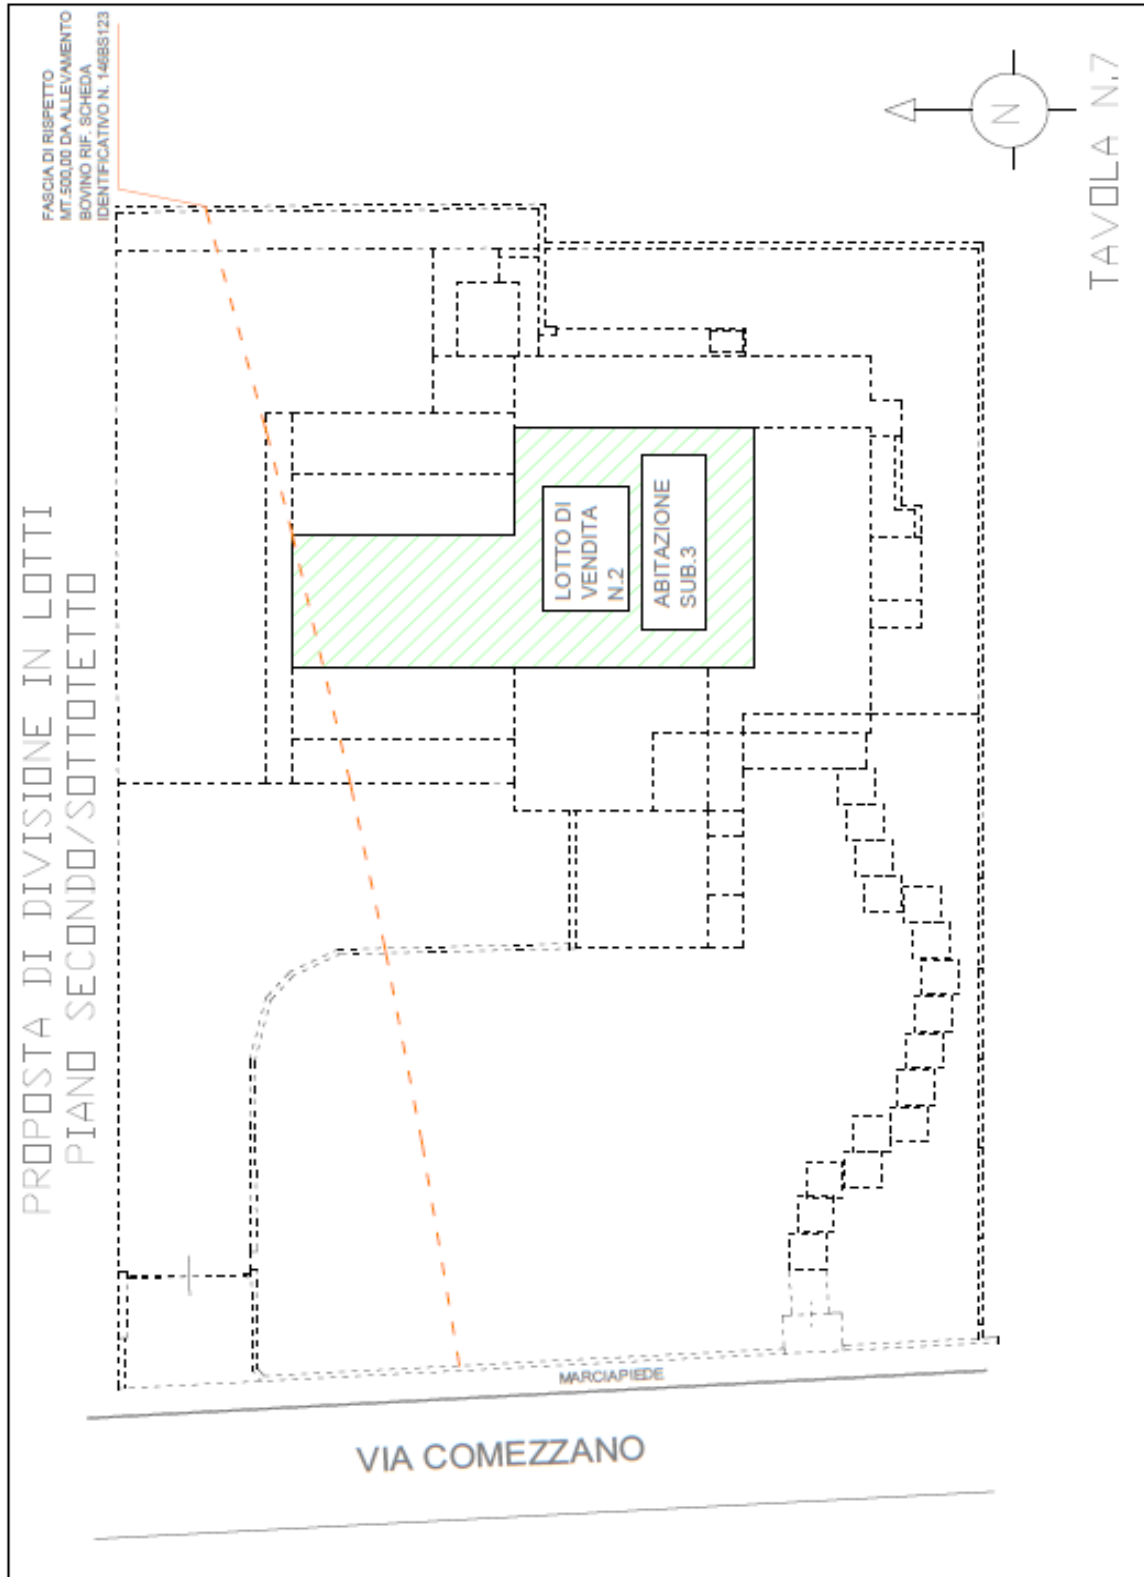 PROPOSTA DI DIVISIONE IN LOTTI
PIANO SECONDO/SOTTOTETTO
FASCIA DI RISPETTO
MT.500,00 DA ALLEVAMENTO
BOVINO RIF. SCHEDA
IDENTIFICATIVO N. 146BS123
LOTTO DI
VENDITA
N.2
ABITAZIONE
SUB.3
N
TAVOLA N.7
MARCIAPIEDE
VIA COMEZZANO